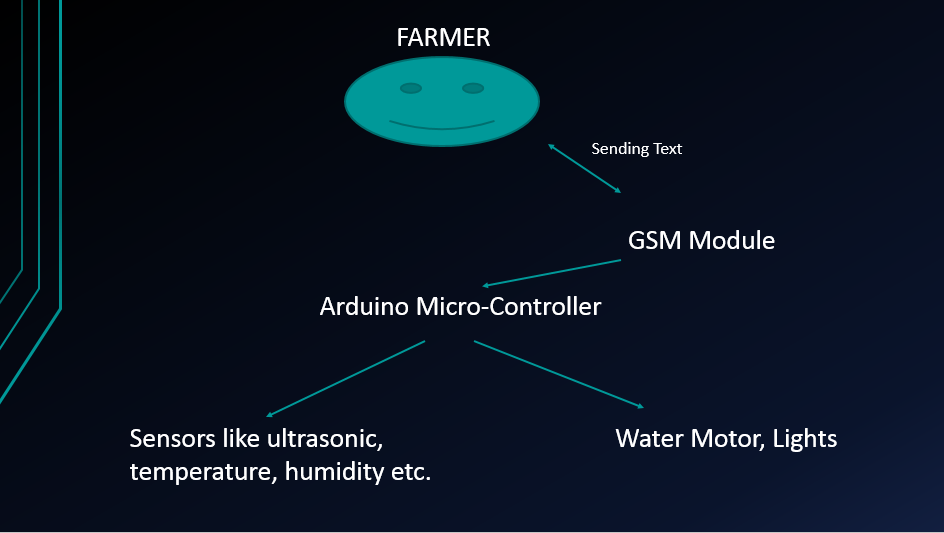 FARMER
Sending Text
GSM Module
Arduino Micro-Controller
Sensors like ultrasonic,
temperature, humidity etc.
Water Motor, Lights